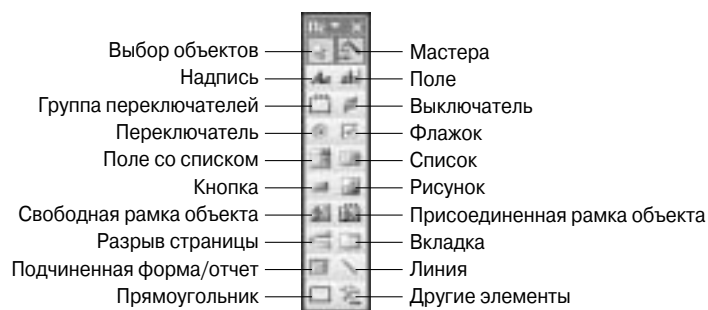 Выбор объектов Мастера
Надпись Поле
Группа переключателей Выключатель
Переключатель Флажок
Поле со списком Список
Кнопка Рисунок
Свободная рамка объекта Присоединенная рамка объекта
Разрыв страницы Вкладка
Подчиненная форма/отчет Линия
Прямоугольник Другие элементы